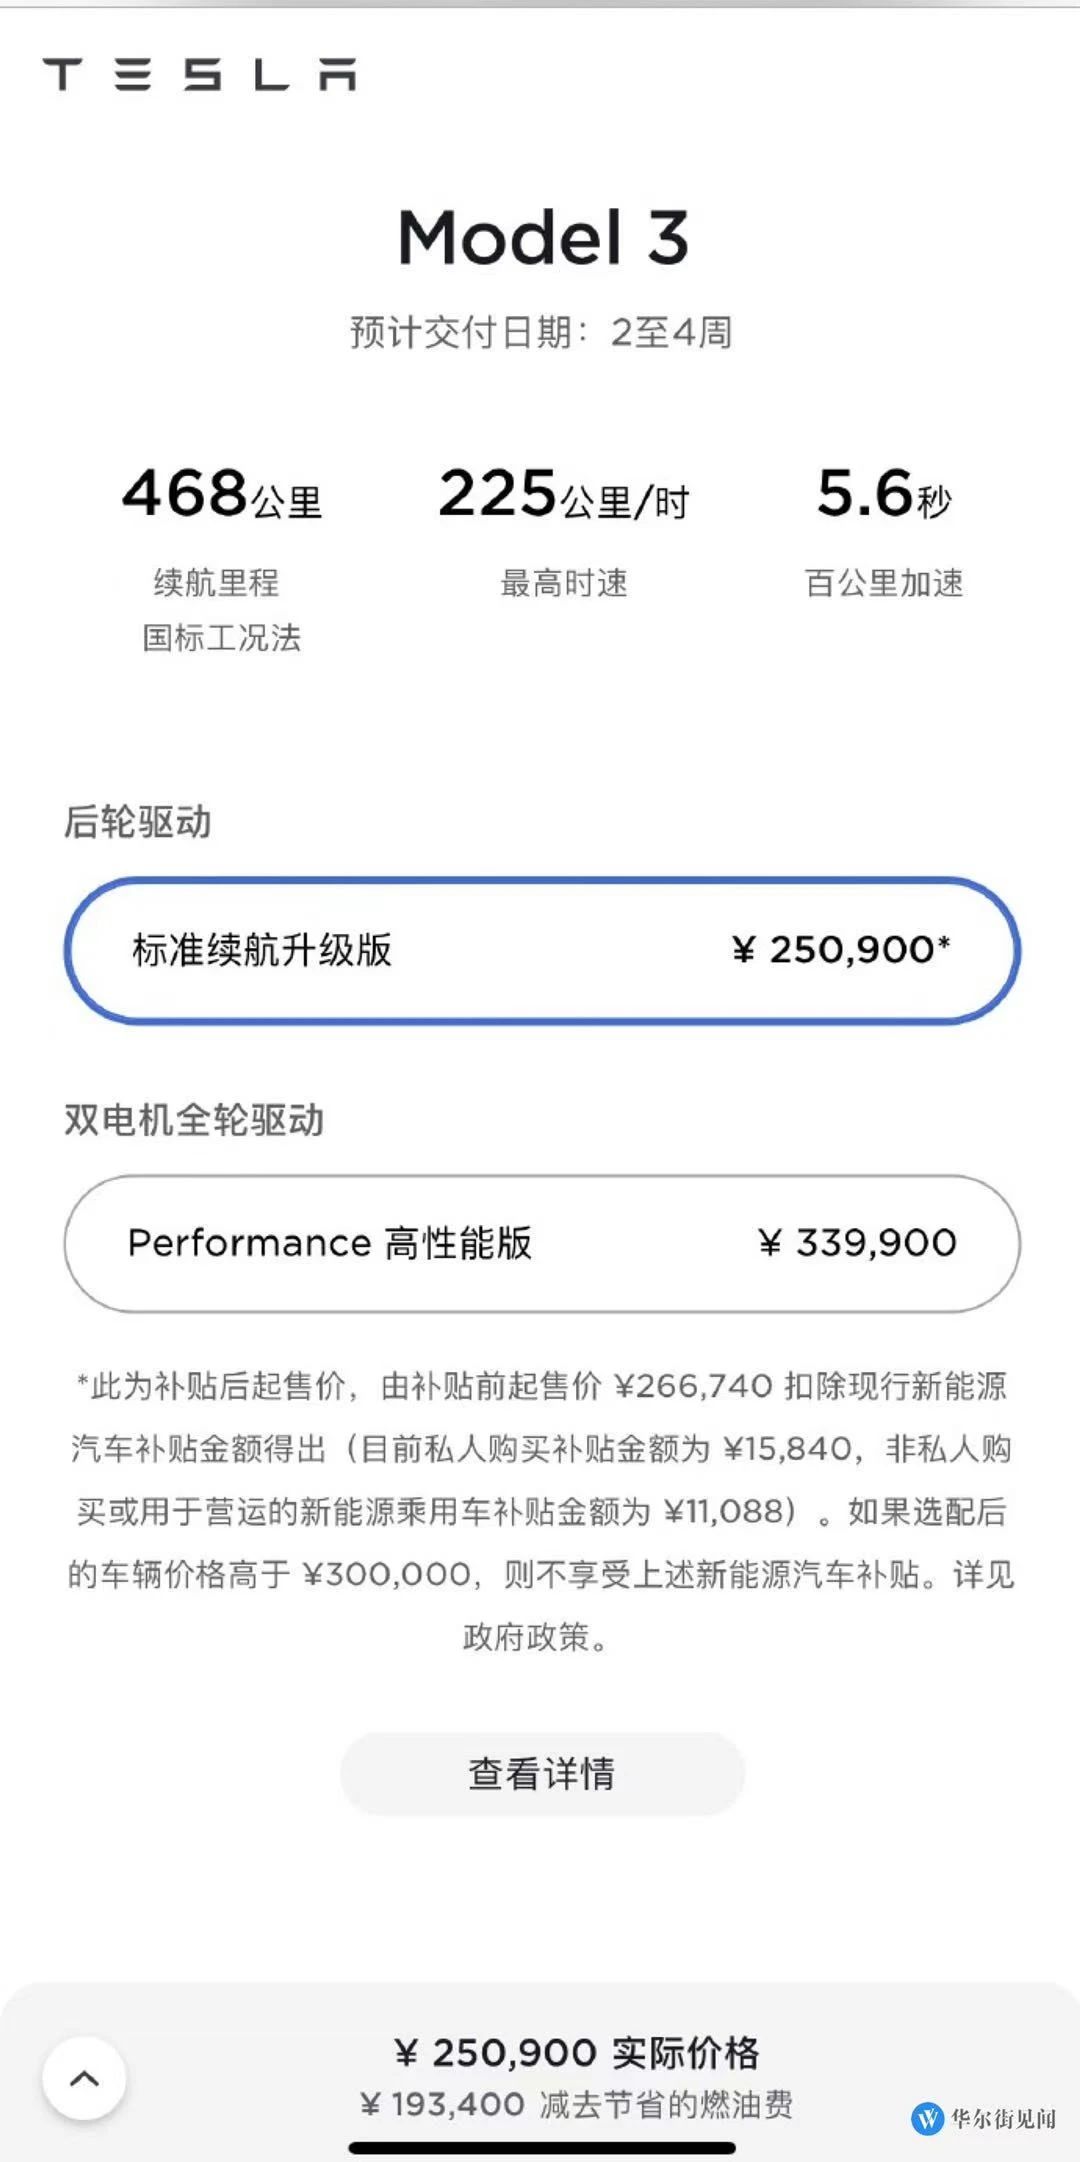 TESLA
Model 3
预计交付日期：2至4周
468公里 225公里/时 5.6秒
续航里程 最高时速 百公里加速
国标工况法
后轮驱动
标准续航升级版 ¥ 250,900*
双电机全轮驱动
Performance 高性能版 ¥ 339,900
*此为补贴后起售价，由补贴前起售价 ¥266,740 扣除现行新能源
汽车补贴金额得出（目前私人购买补贴金额为 ¥15,840，非私人购
买或用于营运的新能源乘用车补贴金额为 ¥11,088）。如果选配后
的车辆价格高于 ¥300,000，则不享受上述新能源汽车补贴。详见
政府政策。
查看详情
¥ 250,900 实际价格
¥ 193,400 减去节省的燃油费
W 华尔街见闻